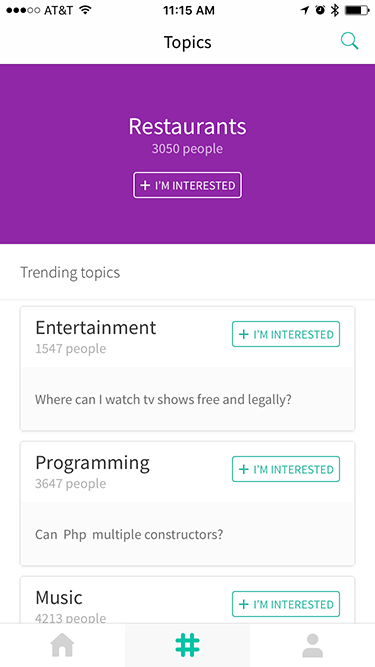 AT&T 11:15 AM
Topics
Restaurants
3050 people
+ I'M INTERESTED
Trending topics
Entertainment
+ I'M INTERESTED
1547 people
Where can I watch tv shows free and legally?
Programming
+ I'M INTERESTED
3647 people
Can Php multiple constructors?
Music
+ I'M INTERESTED
4213 people
#